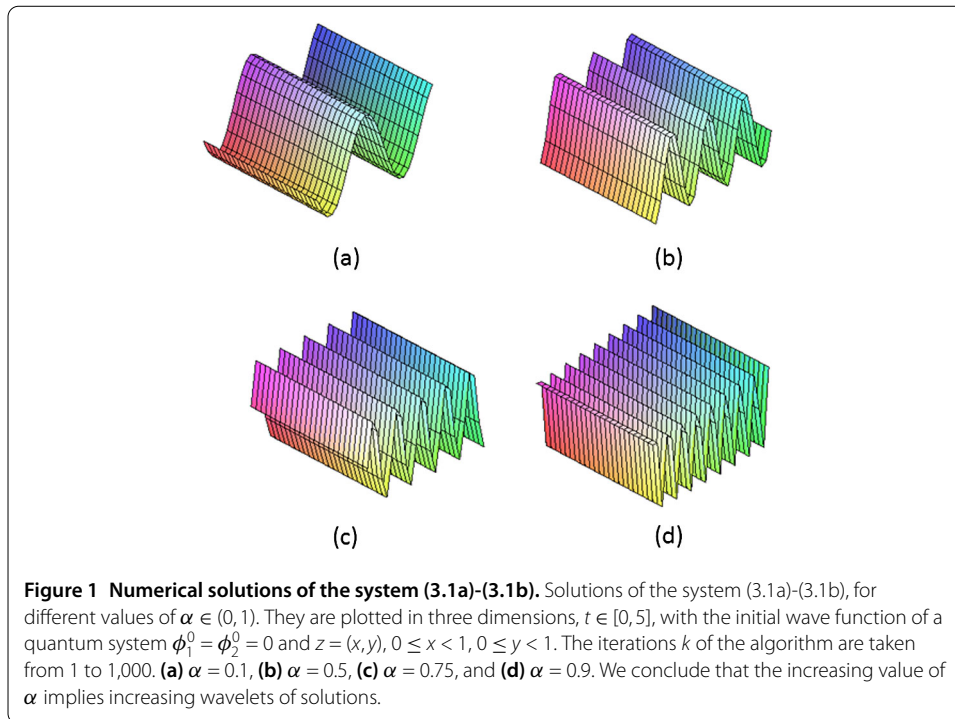 (a)
(b)
(c)
(d)
Figure 1 Numerical solutions of the system (3.1a)-(3.1b). Solutions of the system (3.1a)-(3.1b), for
different values of α ∈ (0, 1). They are plotted in three dimensions, t ∈ [0, 5], with the initial wave function of a
quantum system ϕ₁⁰ = ϕ₂⁰ = 0 and z = (x, y), 0 ≤ x < 1, 0 ≤ y < 1. The iterations k of the algorithm are taken
from 1 to 1,000. (a) α = 0.1, (b) α = 0.5, (c) α = 0.75, and (d) α = 0.9. We conclude that the increasing value of
α implies increasing wavelets of solutions.